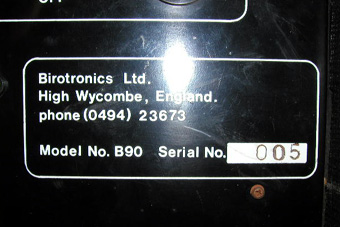 Birotronics Ltd.
High Wycombe, England.
phone (0494) 23673
Model No. B90 Serial No. 005